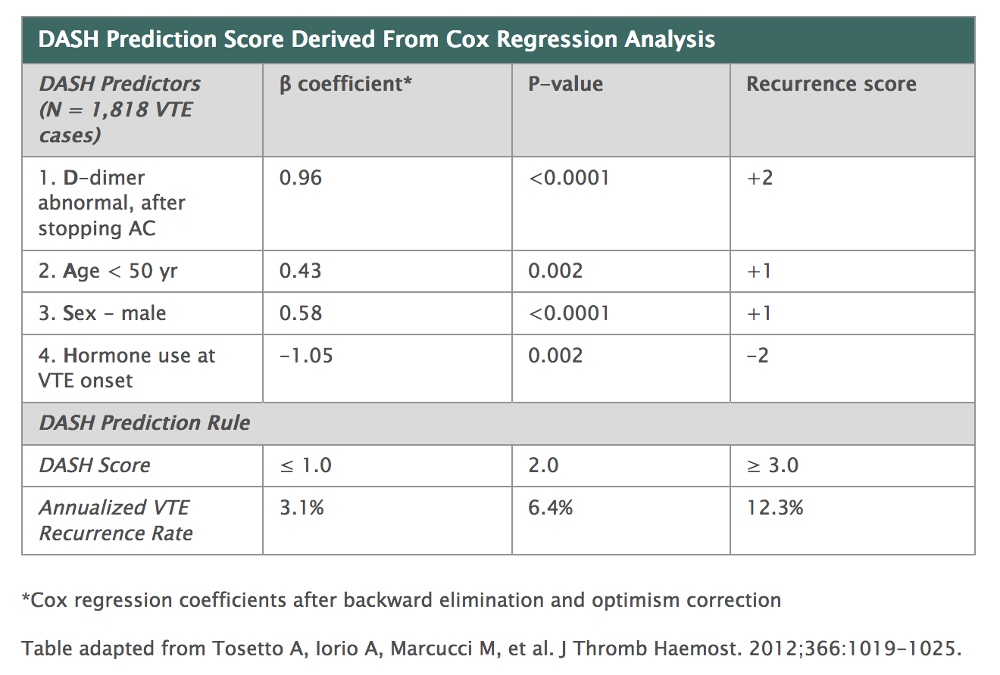 DASH Prediction Score Derived From Cox Regression Analysis
DASH Predictors
(N = 1,818 VTE
cases)
β coefficient*
P-value
Recurrence score
1. D-dimer
abnormal, after
stopping AC
0.96
<0.0001
+2
2. Age < 50 yr
0.43
0.002
+1
3. Sex - male
0.58
<0.0001
+1
4. Hormone use at
VTE onset
-1.05
0.002
-2
DASH Prediction Rule
DASH Score
≤ 1.0
2.0
≥ 3.0
Annualized VTE
Recurrence Rate
3.1%
6.4%
12.3%
*Cox regression coefficients after backward elimination and optimism correction
Table adapted from Tosetto A, Iorio A, Marcucci M, et al. J Thromb Haemost. 2012;366:1019-1025.